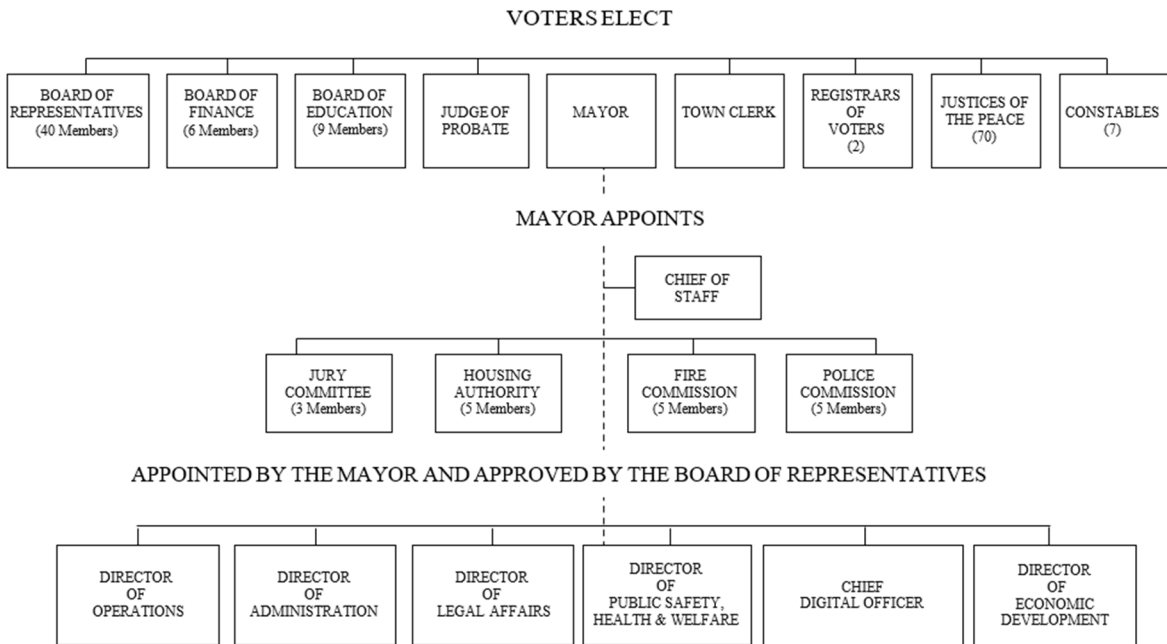 VOTERS ELECT
BOARD OF
REPRESENTATIVES
(40 Members)
BOARD OF
FINANCE
(6 Members)
BOARD OF
EDUCATION
(9 Members)
JUDGE OF
PROBATE
MAYOR
TOWN CLERK
REGISTRARS
OF
VOTERS
(2)
JUSTICES OF
THE PEACE
(70)
CONSTABLES
(7)
MAYOR APPOINTS
CHIEF OF
STAFF
JURY
COMMITTEE
(3 Members)
HOUSING
AUTHORITY
(5 Members)
FIRE
COMMISSION
(5 Members)
POLICE
COMMISSION
(5 Members)
APPOINTED BY THE MAYOR AND APPROVED BY THE BOARD OF REPRESENTATIVES
DIRECTOR
OF
OPERATIONS
DIRECTOR
OF
ADMINISTRATION
DIRECTOR
OF
LEGAL AFFAIRS
DIRECTOR
OF
PUBLIC SAFETY,
HEALTH & WELFARE
CHIEF
DIGITAL OFFICER
DIRECTOR
OF
ECONOMIC
DEVELOPMENT